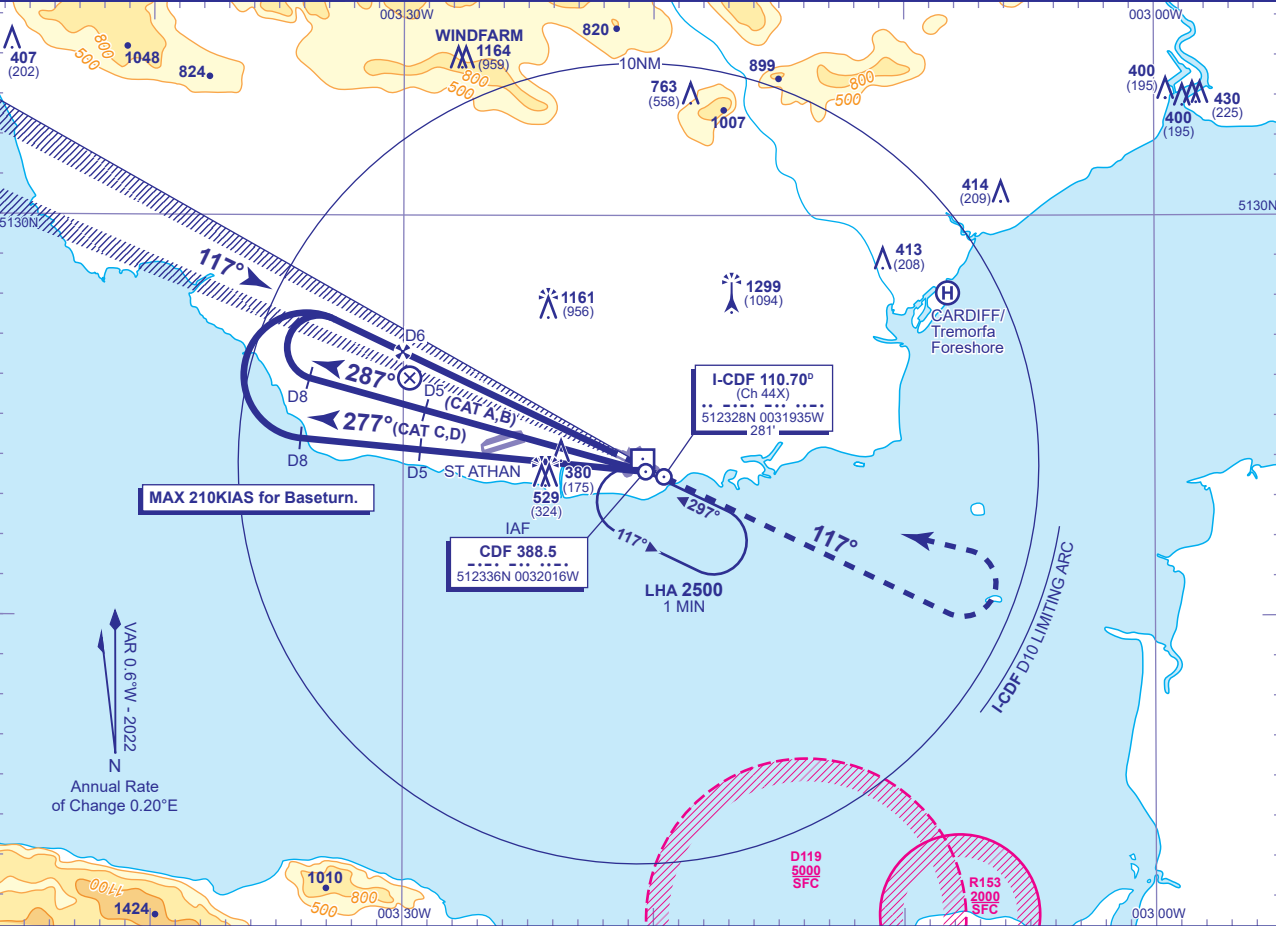 003 30W
003 00W
407
(202)
800
500
1048
824
WINDFARM
1164
(959)
800
500
820
10NM
763
(558)
1007
899
800
500
400
(195)
400
(195)
430
(225)
414
(209)
5130N
5130N
413
(208)
117°
1161
(956)
1299
(1094)
H
CARDIFF/
Tremorfa
Foreshore
D6
287°
D5
(CAT A,B)
D8
277°
(CAT C,D)
D8
D5
ST ATHAN
I-CDF 110.70D
(Ch 44X)
512328N 0031935W
281'
380
(175)
529
(324)
MAX 210KIAS for Baseturn.
IAF
CDF 388.5
512336N 0032016W
297°
117°
LHA 2500
1 MIN
117°
I-CDF D10 LIMITING ARC
VAR 0.6°W - 2022
N
Annual Rate
of Change 0.20°E
D119
5000
SFC
R153
2000
SFC
1100
1424
1010
800
500
003 30W
003 00W